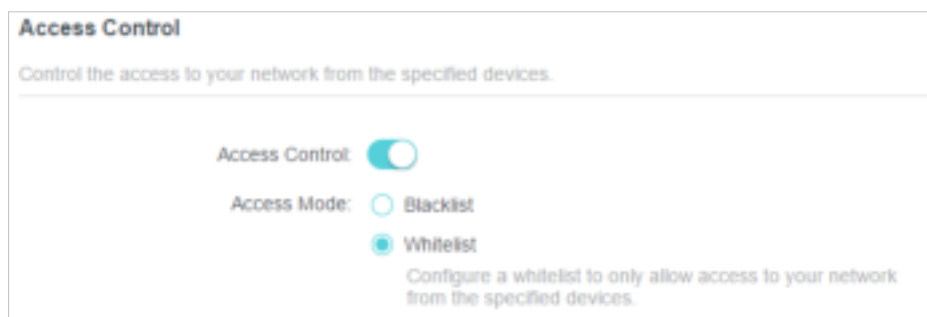 Access Control
Control the access to your network from the specified devices.
Access Control:
Access Mode: Blacklist
Whitelist
Configure a whitelist to only allow access to your network
from the specified devices.